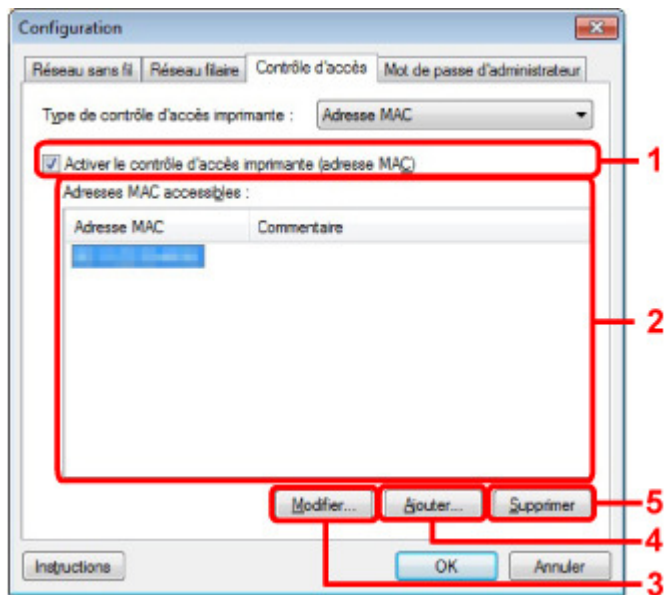 Configuration
Réseau sans fil Réseau filaire Contrôle d'accès Mot de passe d'administrateur
Type de contrôle d'accès imprimante : Adresse MAC
Activer le contrôle d'accès imprimante (adresse MAC) 1
Adresses MAC accessibles :
Adresse MAC Commentaire
2
Modifier... Ajouter... Supprimer 5
4
Instructions OK Annuler
3